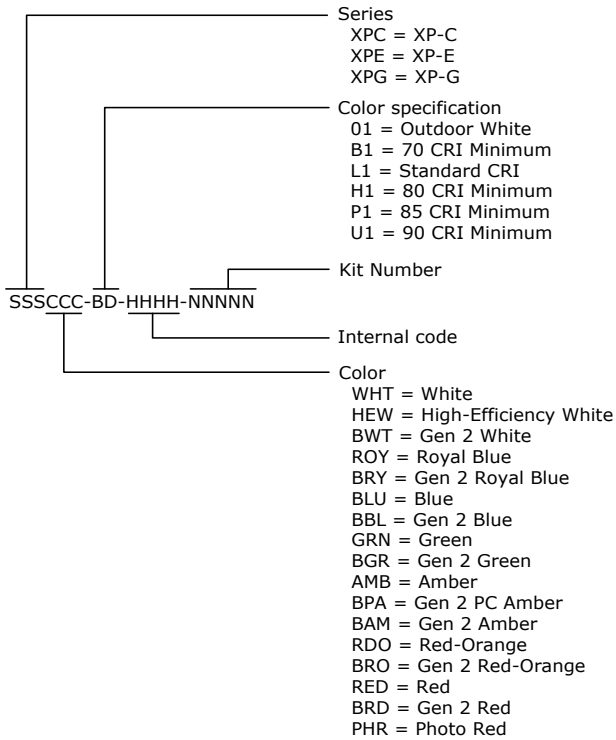 Series
XPC = XP-C
XPE = XP-E
XPG = XP-G
Color specification
01 = Outdoor White
B1 = 70 CRI Minimum
L1 = Standard CRI
H1 = 80 CRI Minimum
P1 = 85 CRI Minimum
U1 = 90 CRI Minimum
Kit Number
SSSCCC-BD-HHHH-NNNNN
Internal code
Color
WHT = White
HEW = High-Efficiency White
BWT = Gen 2 White
ROY = Royal Blue
BRY = Gen 2 Royal Blue
BLU = Blue
BBL = Gen 2 Blue
GRN = Green
BGR = Gen 2 Green
AMB = Amber
BPA = Gen 2 PC Amber
BAM = Gen 2 Amber
RDO = Red-Orange
BRO = Gen 2 Red-Orange
RED = Red
BRD = Gen 2 Red
PHR = Photo Red